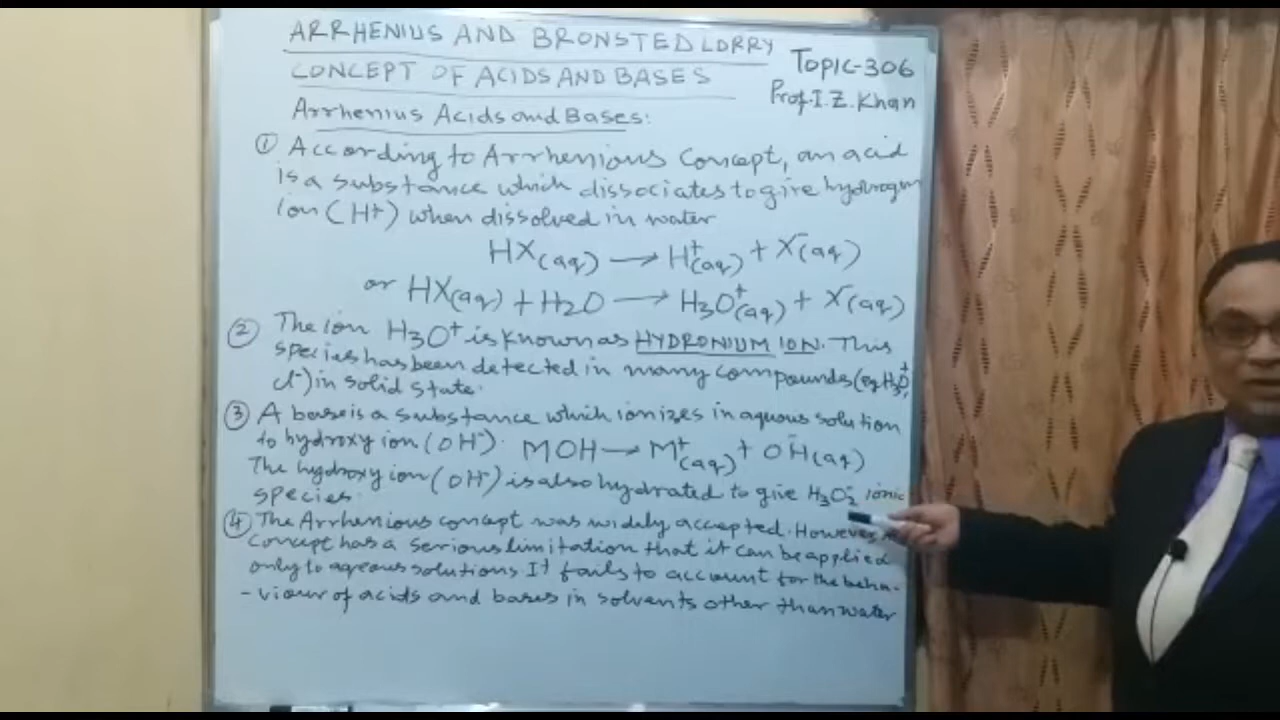 ARRHENIUS AND BRONSTED LORRY
CONCEPT OF ACIDS AND BASES
TOPIC-306
Prof. I. Z. Khan
Arrhenius Acids and Bases:
① According to Arrhenious Concept, an acid
is a substance which dissociates to give hydrogen
ion (H+) when dissolved in water
HX(aq) → H+(aq) + X-(aq)
or HX(aq) + H2O → H3O+(aq) + X-(aq)
② The ion H3O+ is known as HYDRONIUM ION. This
species has been detected in many compounds (eg H3O+,
Cl-) in solid state.
③ A base is a substance which ionizes in aquous solution
to hydroxy ion (OH-). MOH → M+(aq) + OH-(aq)
The hydroxy ion (OH-) is also hydrated to give H3O2- ionic
species.
④ The Arrhenious concept was widely accepted. However
concept has a serious limitation that it can be applied
only to aqeous solutions. It fails to account for the beha-
-viour of acids and bases in solvents other than water